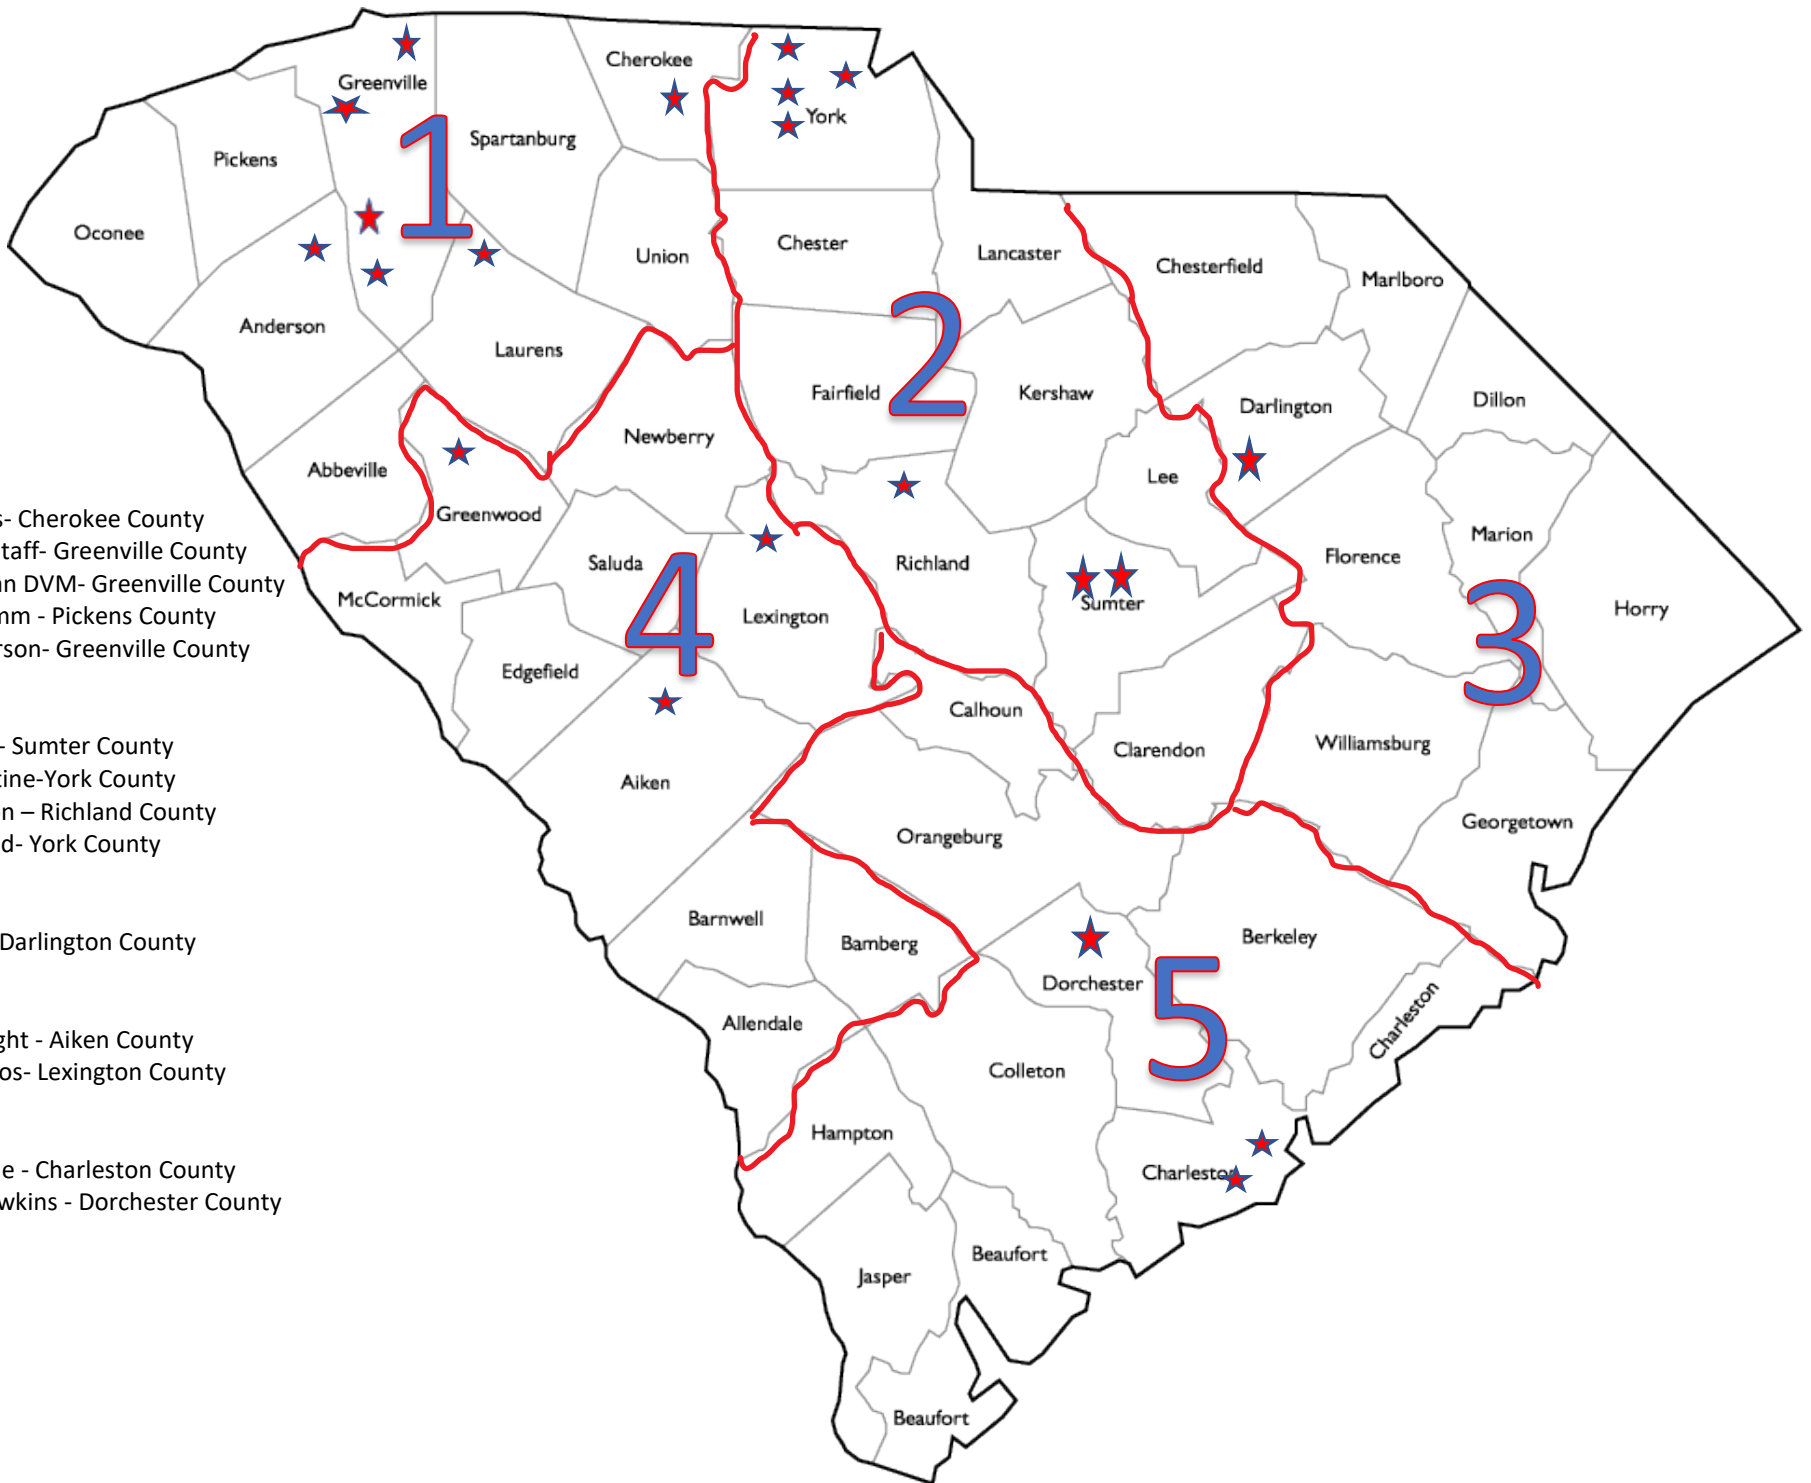 Cherokee
Greenville
York
Spartanburg
Pickens
1
Oconee
Union
Chester
Lancaster
Chesterfield
Marlboro
Anderson
Laurens
2
Fairfield
Kershaw
Darlington
Dillon
Newberry
Abbeville
Lee
Greenwood
s- Cherokee County
taff- Greenville County
an DVM- Greenville County
mm - Pickens County
rson- Greenville County
Marion
Florence
Saluda
Richland
McCormick
Sumter
Horry
4
Lexington
3
Edgefield
Calhoun
Clarendon
Williamsburg
- Sumter County
tine-York County
n – Richland County
d- York County
Aiken
Orangeburg
Georgetown
Barnwell
Bamberg
Berkeley
Darlington County
Dorchester
5
Charleston
Allendale
ght - Aiken County
os- Lexington County
Colleton
Hampton
Charleston
e - Charleston County
wkins - Dorchester County
Beaufort
Jasper
Beaufort